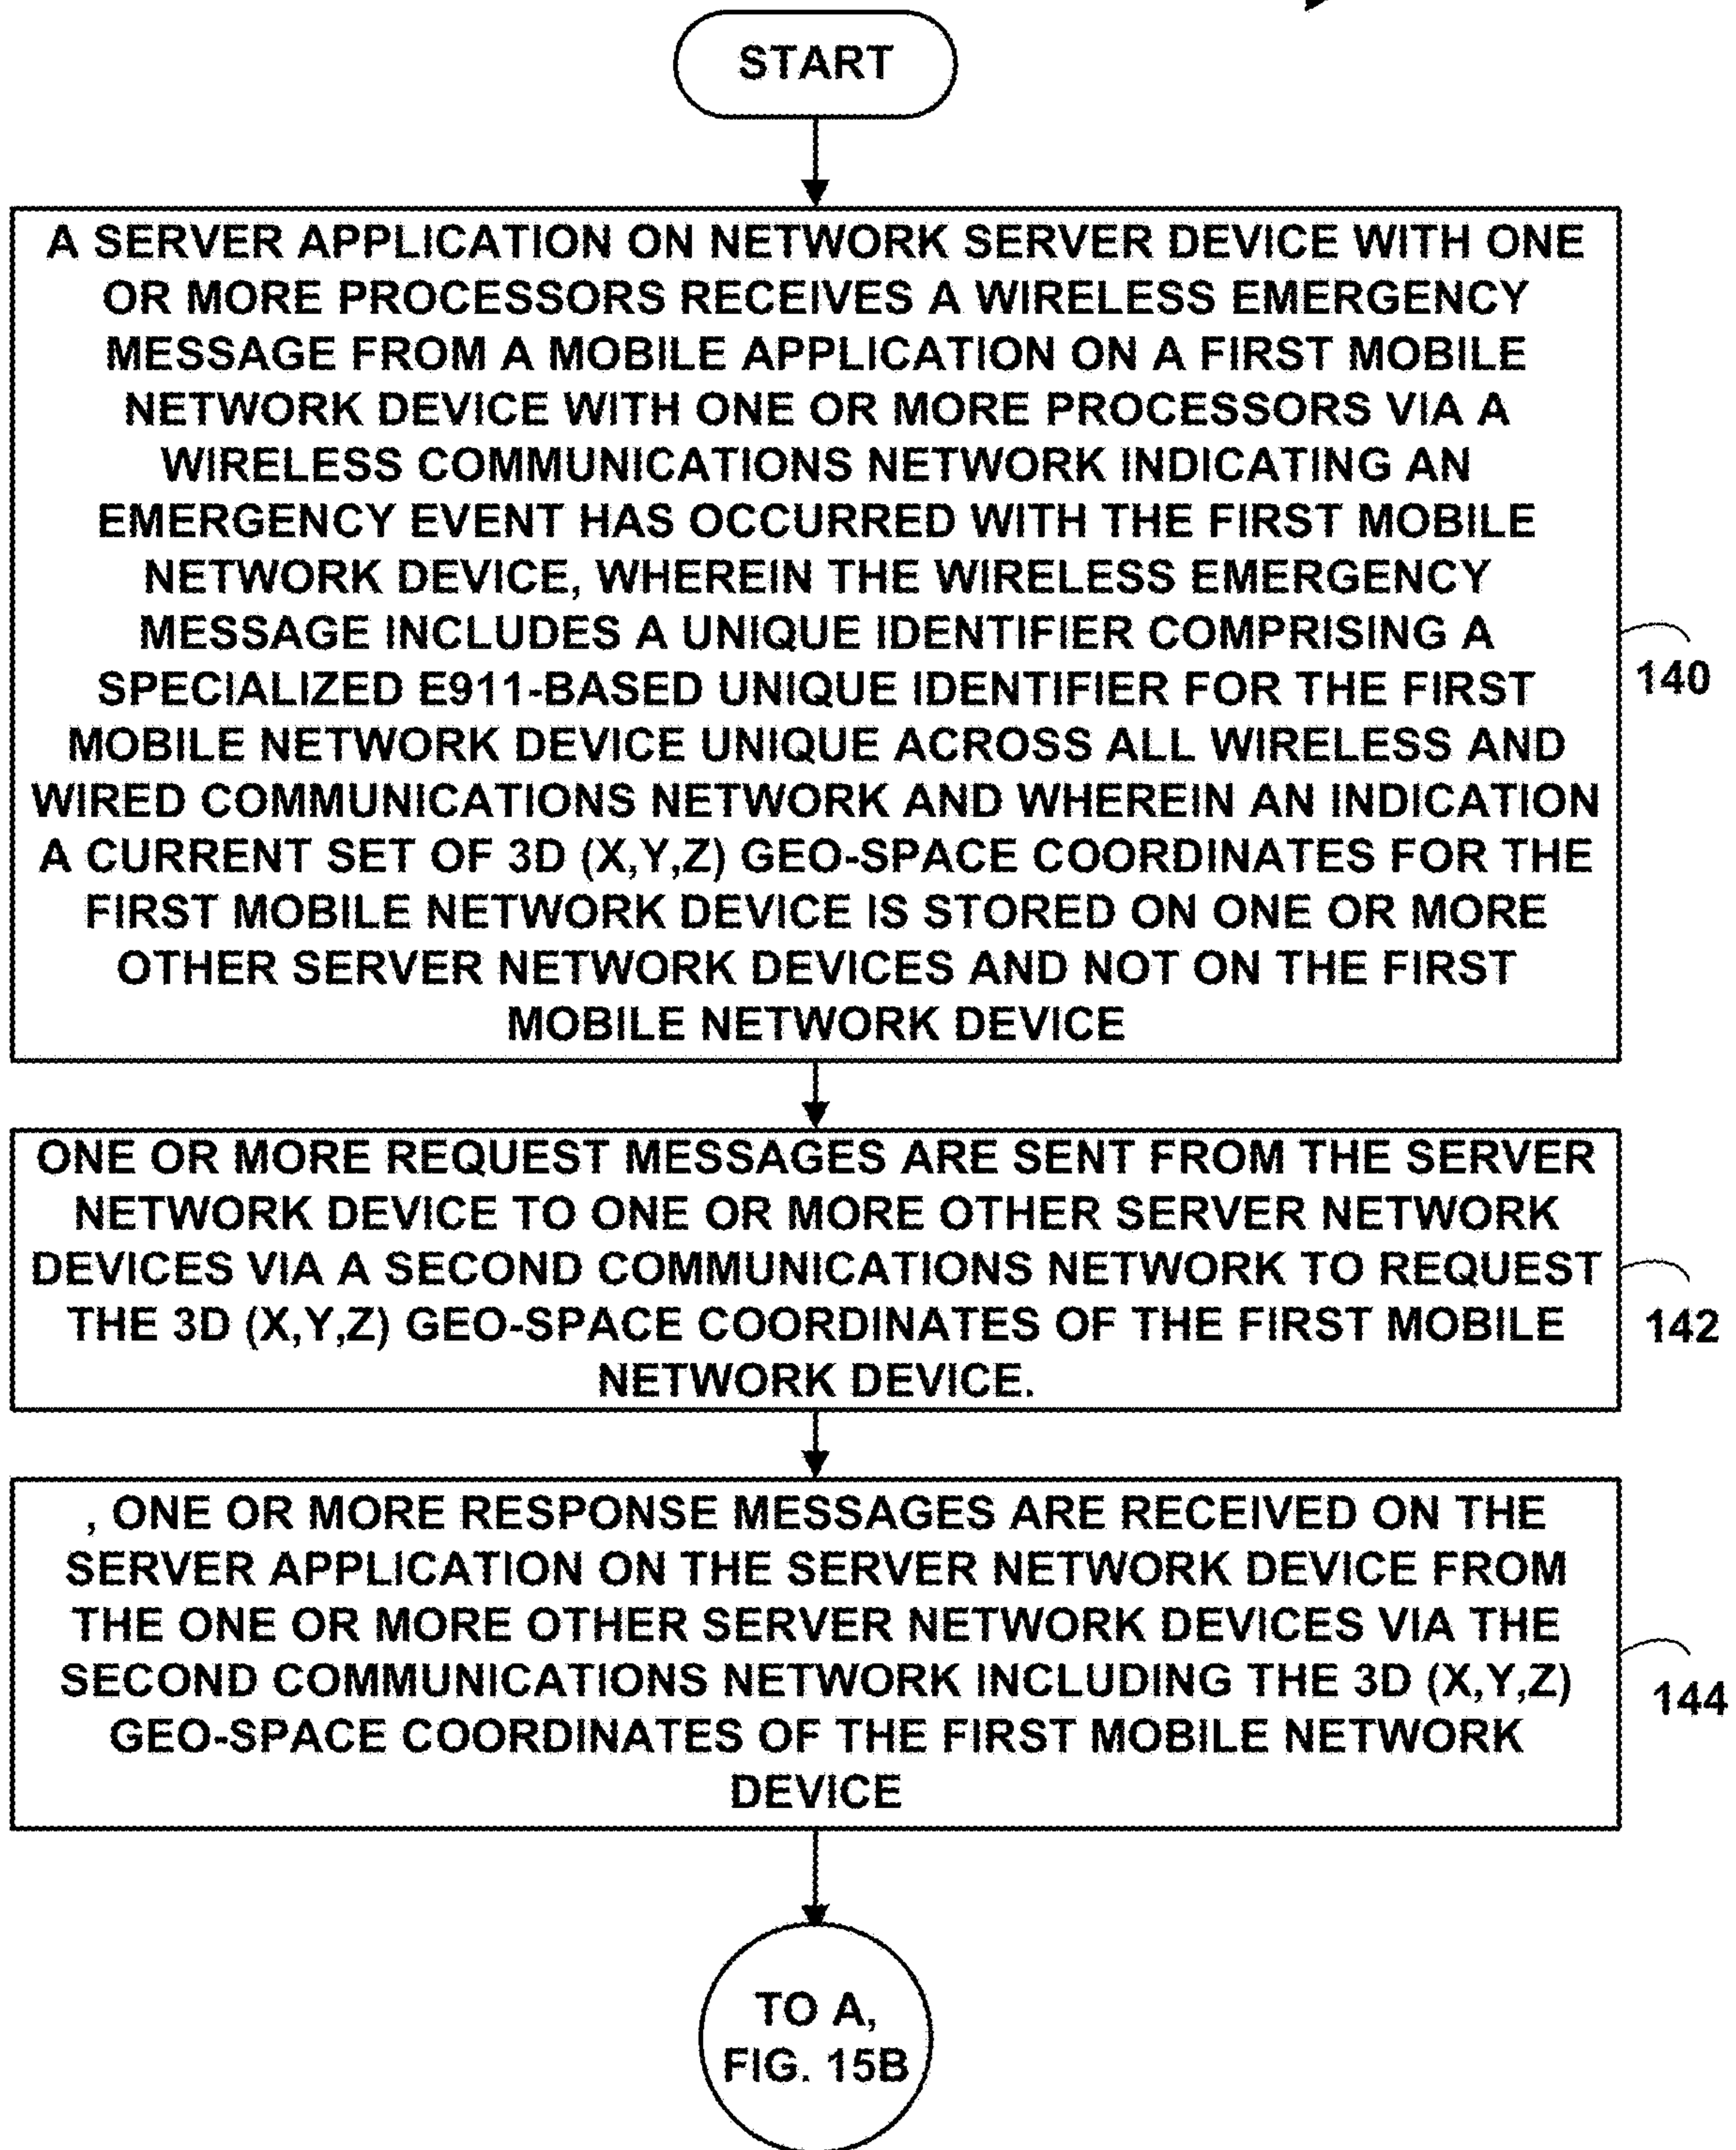 START
A SERVER APPLICATION ON NETWORK SERVER DEVICE WITH ONE
OR MORE PROCESSORS RECEIVES A WIRELESS EMERGENCY
MESSAGE FROM A MOBILE APPLICATION ON A FIRST MOBILE
NETWORK DEVICE WITH ONE OR MORE PROCESSORS VIA A
WIRELESS COMMUNICATIONS NETWORK INDICATING AN
EMERGENCY EVENT HAS OCCURRED WITH THE FIRST MOBILE
NETWORK DEVICE, WHEREIN THE WIRELESS EMERGENCY
MESSAGE INCLUDES A UNIQUE IDENTIFIER COMPRISING A
SPECIALIZED E911-BASED UNIQUE IDENTIFIER FOR THE FIRST
MOBILE NETWORK DEVICE UNIQUE ACROSS ALL WIRELESS AND
WIRED COMMUNICATIONS NETWORK AND WHEREIN AN INDICATION
A CURRENT SET OF 3D (X,Y,Z) GEO-SPACE COORDINATES FOR THE
FIRST MOBILE NETWORK DEVICE IS STORED ON ONE OR MORE
OTHER SERVER NETWORK DEVICES AND NOT ON THE FIRST
MOBILE NETWORK DEVICE
140
ONE OR MORE REQUEST MESSAGES ARE SENT FROM THE SERVER
NETWORK DEVICE TO ONE OR MORE OTHER SERVER NETWORK
DEVICES VIA A SECOND COMMUNICATIONS NETWORK TO REQUEST
THE 3D (X,Y,Z) GEO-SPACE COORDINATES OF THE FIRST MOBILE
NETWORK DEVICE.
142
, ONE OR MORE RESPONSE MESSAGES ARE RECEIVED ON THE
SERVER APPLICATION ON THE SERVER NETWORK DEVICE FROM
THE ONE OR MORE OTHER SERVER NETWORK DEVICES VIA THE
SECOND COMMUNICATIONS NETWORK INCLUDING THE 3D (X,Y,Z)
GEO-SPACE COORDINATES OF THE FIRST MOBILE NETWORK
DEVICE
144
TO A,
FIG. 15B